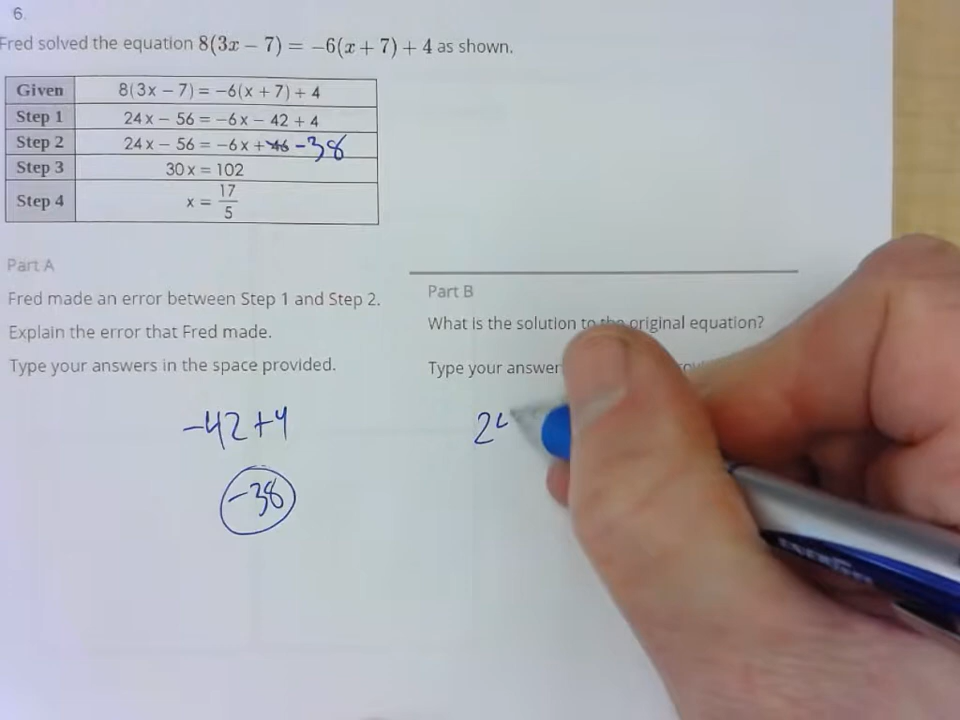 6.
Fred solved the equation 8(3x − 7) = −6(x + 7) + 4 as shown.
Given 8(3x − 7) = −6(x + 7) + 4
Step 1 24x − 56 = −6x − 42 + 4
Step 2 24x − 56 = −6x + 46 −38
Step 3 30x = 102
Step 4 x = 17/5
Part A
Fred made an error between Step 1 and Step 2.
Explain the error that Fred made.
Type your answers in the space provided.
−42+4
−38
Part B
What is the solution to the original equation?
Type your answer
24